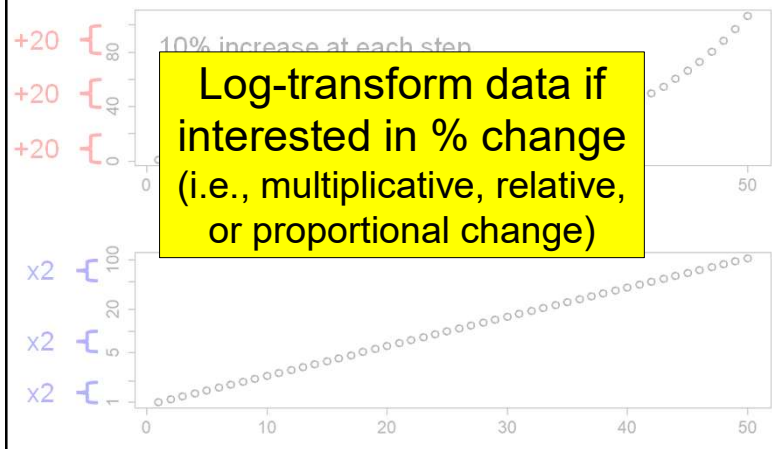 +20
+20
+20
80
40
0
10% increase at each step
Log-transform data if
interested in % change
(i.e., multiplicative, relative,
or proportional change)
0
50
x2
x2
x2
100
20
5
1
0 10 20 30 40 50